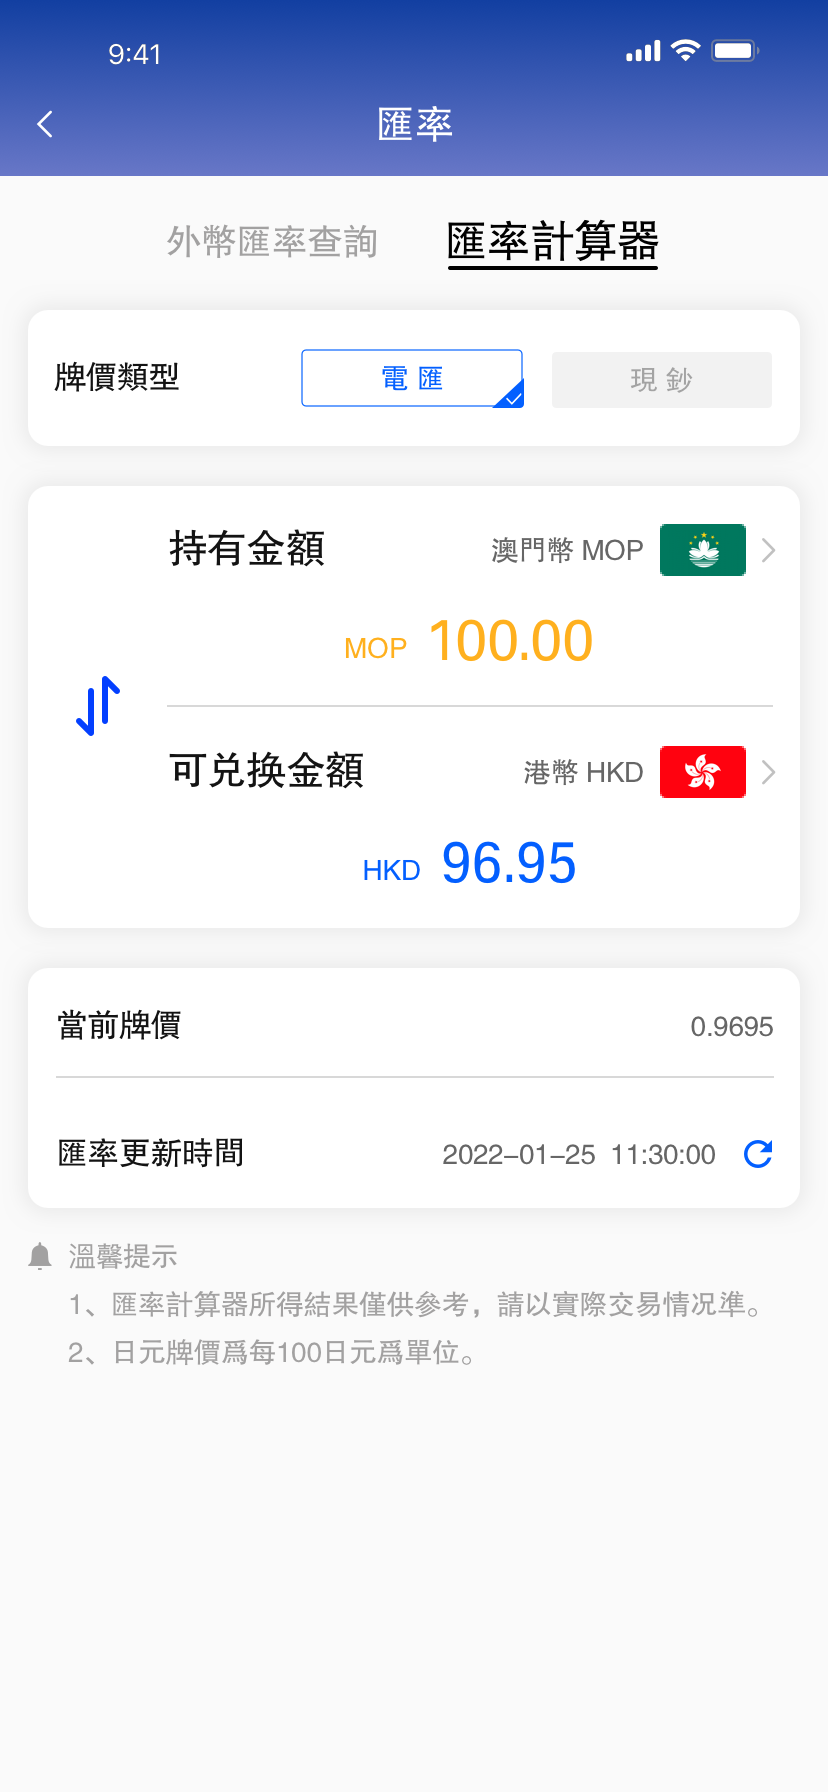 9:41
匯率
外幣匯率查詢 匯率計算器
牌價類型 電匯 現鈔
持有金額 澳門幣 MOP
MOP 100.00
可兑换金額 港幣 HKD
HKD 96.95
當前牌價 0.9695
匯率更新時間 2022-01-25 11:30:00
溫馨提示
1、匯率計算器所得結果僅供參考，請以實際交易情况準。
2、日元牌價爲每100日元爲單位。